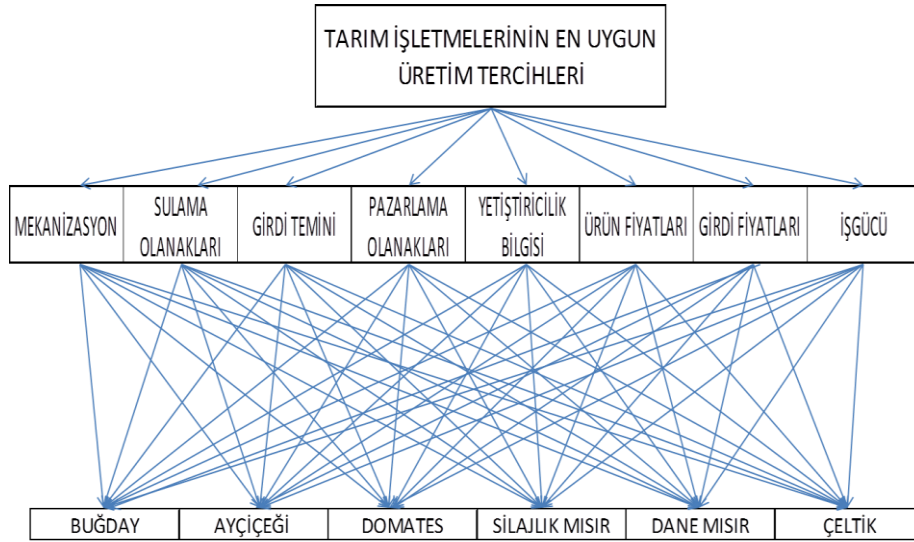 TARIM İŞLETMELERİNİN EN UYGUN
ÜRETİM TERCİHLERİ
MEKANİZASYON
SULAMA
OLANAKLARI
GİRDİ TEMİNİ
PAZARLAMA
OLANAKLARI
YETİŞTİRİCİLİK
BİLGİSİ
ÜRÜN FİYATLARI
GİRDİ FİYATLARI
İŞGÜCÜ
BUĞDAY
AYÇİÇEĞİ
DOMATES
SİLAJLIK MISIR
DANE MISIR
ÇELTİK